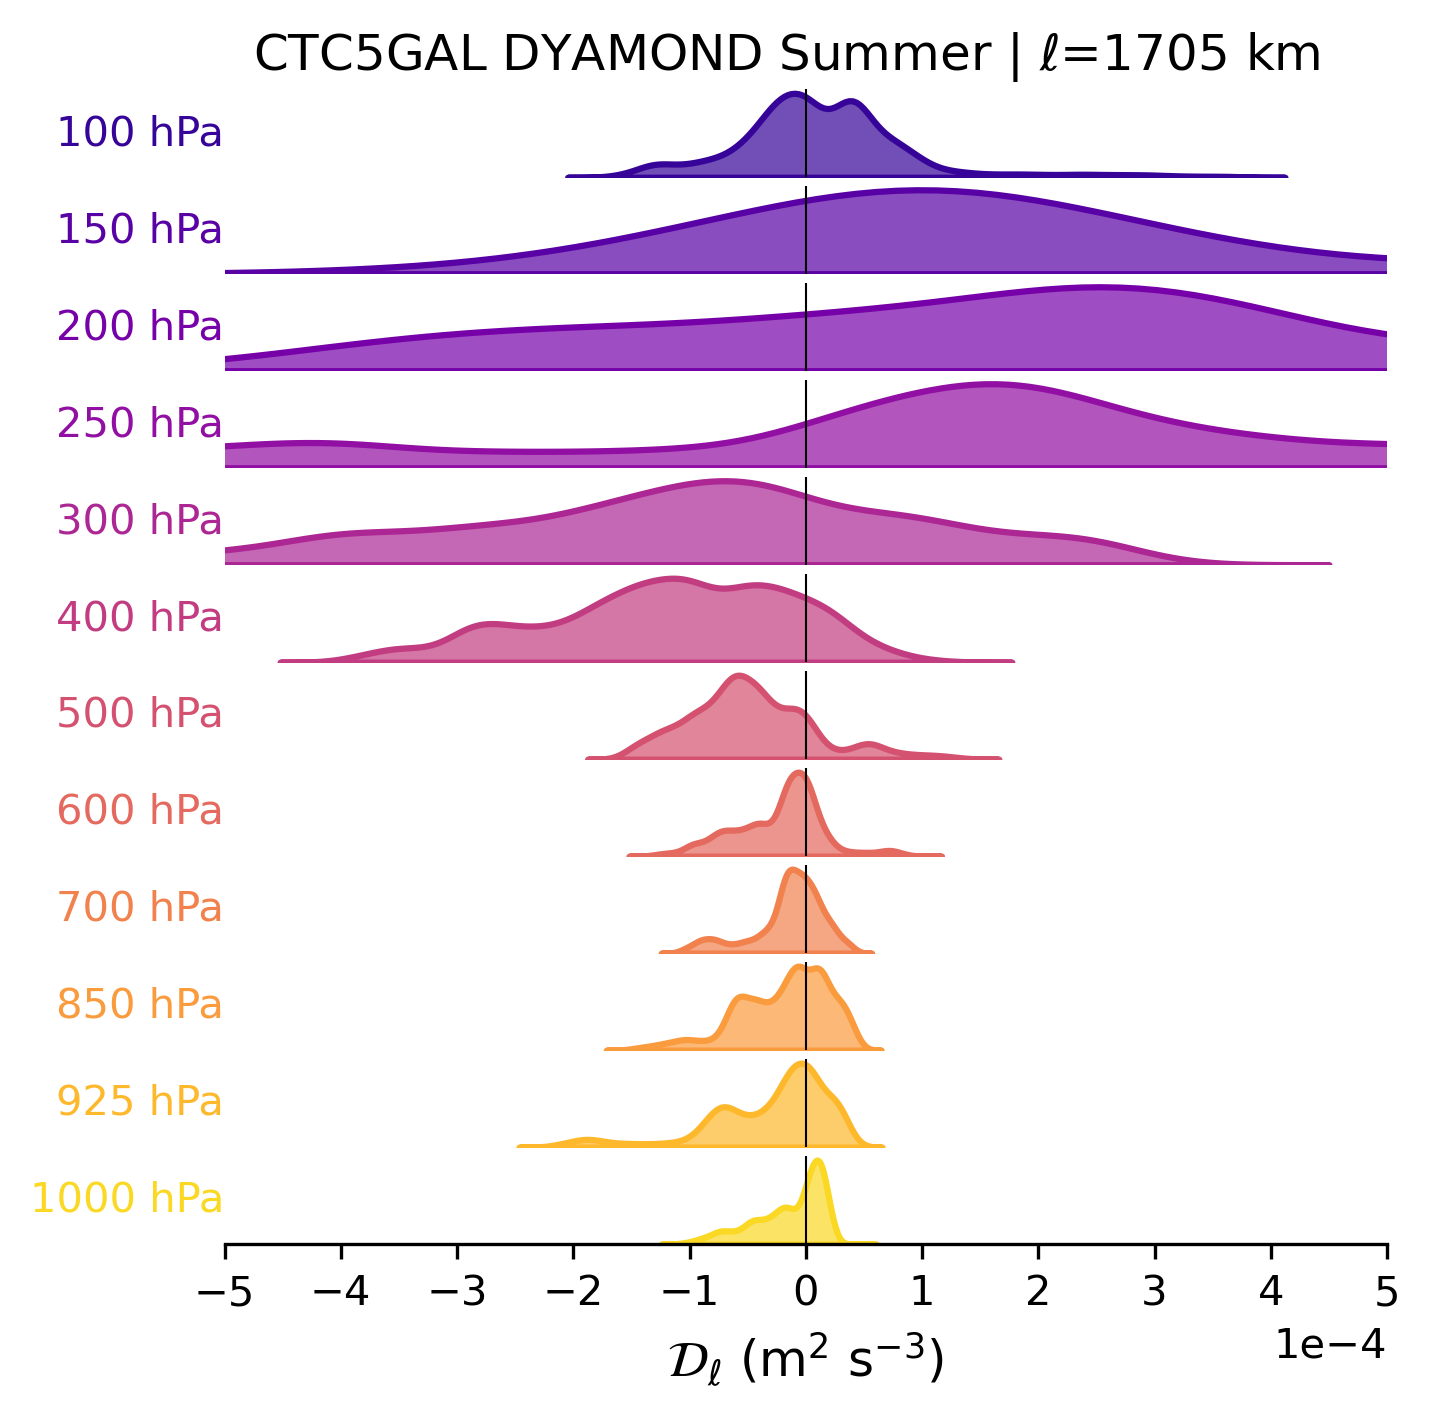 CTC5GAL DYAMOND Summer | ℓ=1705 km
100 hPa
150 hPa
200 hPa
250 hPa
300 hPa
400 hPa
500 hPa
600 hPa
700 hPa
850 hPa
925 hPa
1000 hPa
−5 −4 −3 −2 −1 0 1 2 3 4 5
1e−4
𝒟ℓ (m² s⁻³)